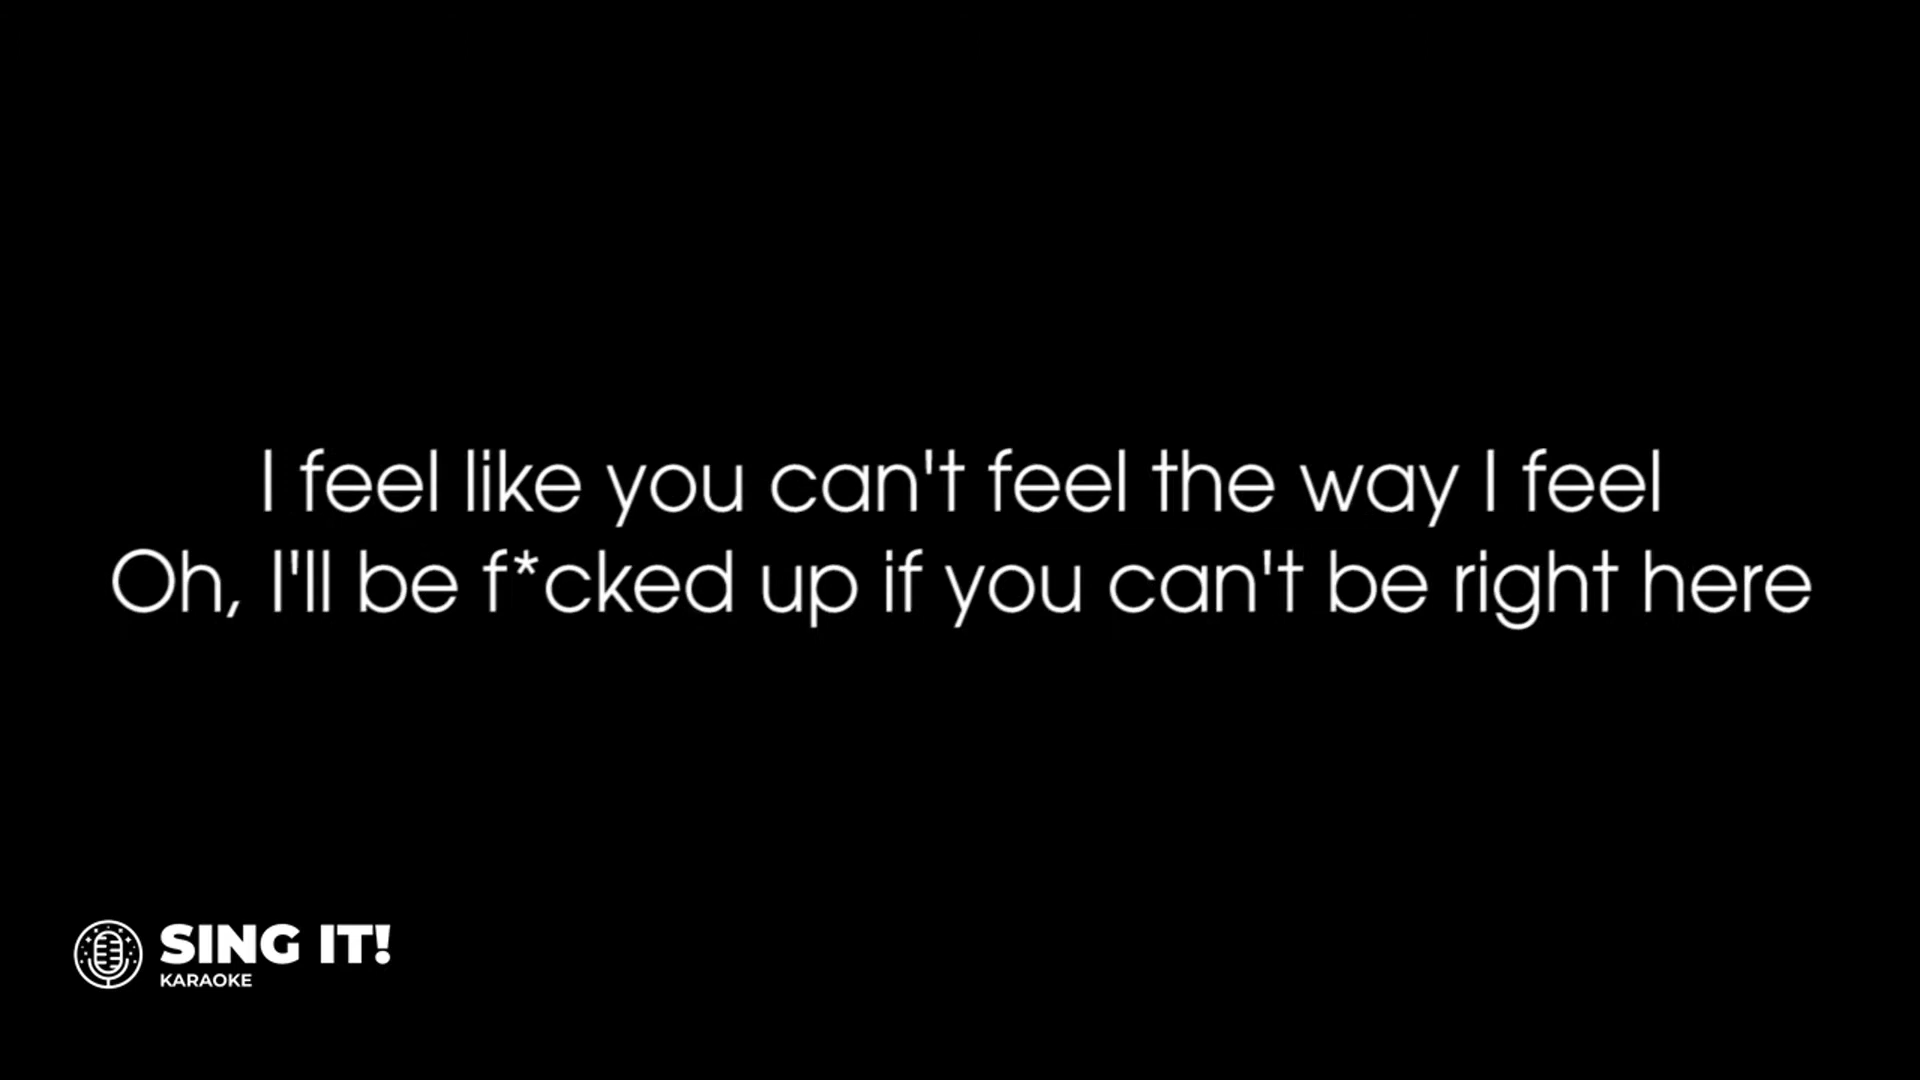 I feel like you can't feel the way I feel
Oh, I'll be f*cked up if you can't be right here
SING IT!
KARAOKE